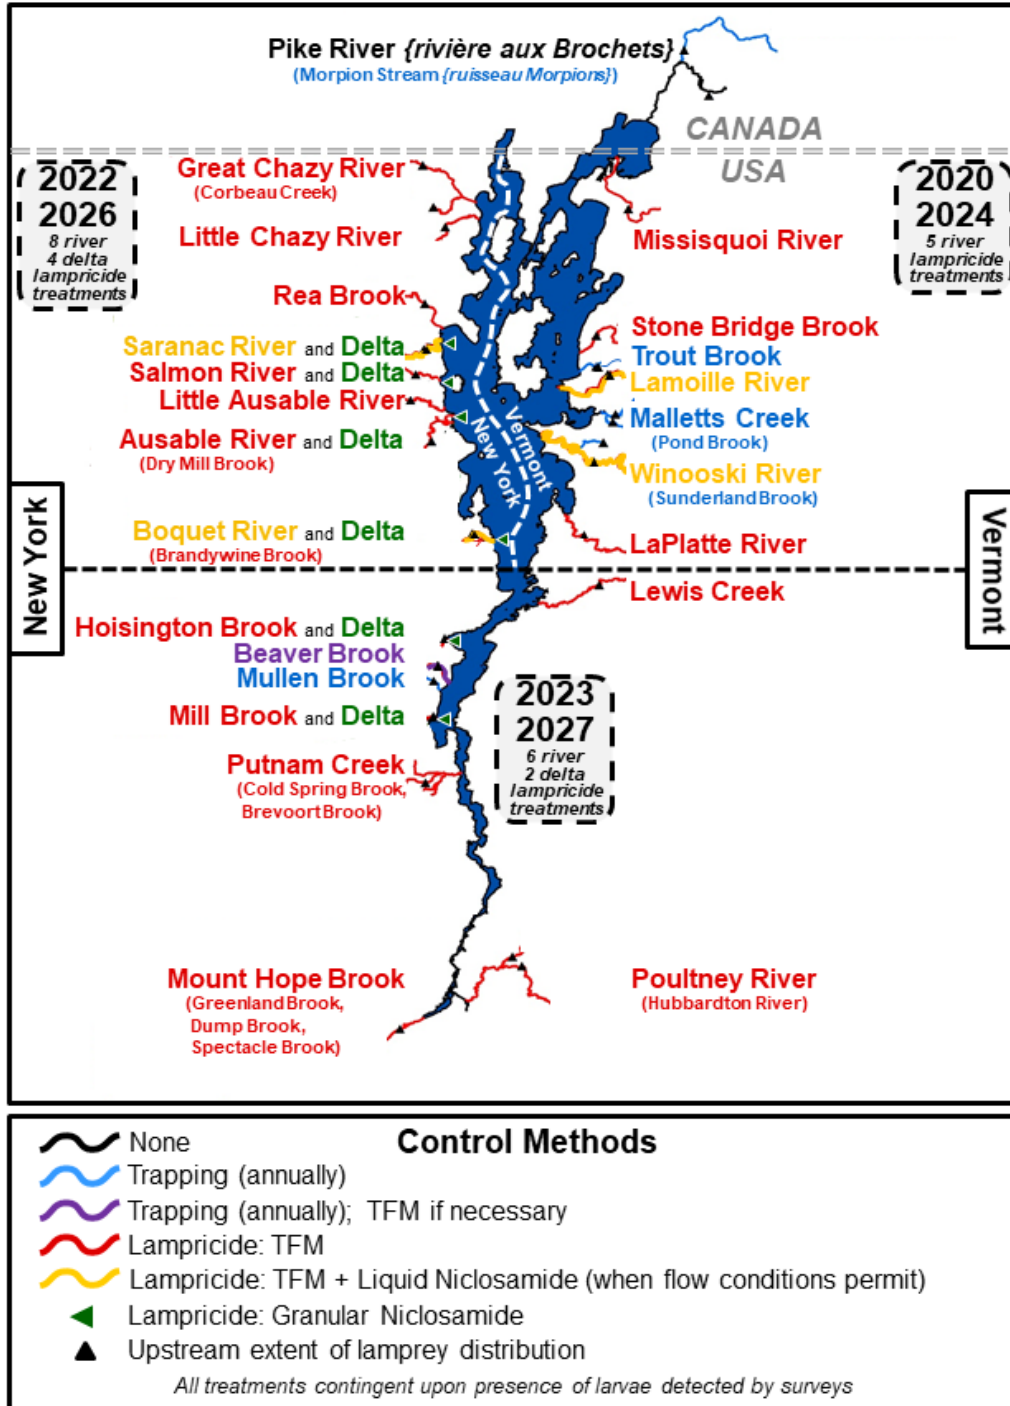 Pike River {rivière aux Brochets}
(Morpion Stream {ruisseau Morpions})
CANADA
USA
2022
2026
8 river
4 delta
lampricide
treatments
Great Chazy River
(Corbeau Creek)
Little Chazy River
Rea Brook
Saranac River and Delta
Salmon River and Delta
Little Ausable River
Ausable River and Delta
(Dry Mill Brook)
Boquet River and Delta
(Brandywine Brook)
2020
2024
5 river
lampricide
treatments
Missisquoi River
Stone Bridge Brook
Trout Brook
Lamoille River
Malletts Creek
(Pond Brook)
Winooski River
(Sunderland Brook)
LaPlatte River
Lewis Creek
Vermont
New York
New York
Vermont
Hoisington Brook and Delta
Beaver Brook
Mullen Brook
Mill Brook and Delta
Putnam Creek
(Cold Spring Brook,
Brevoort Brook)
2023
2027
6 river
2 delta
lampricide
treatments
Mount Hope Brook
(Greenland Brook,
Dump Brook,
Spectacle Brook)
Poultney River
(Hubbardton River)
Control Methods
None
Trapping (annually)
Trapping (annually); TFM if necessary
Lampricide: TFM
Lampricide: TFM + Liquid Niclosamide (when flow conditions permit)
Lampricide: Granular Niclosamide
Upstream extent of lamprey distribution
All treatments contingent upon presence of larvae detected by surveys